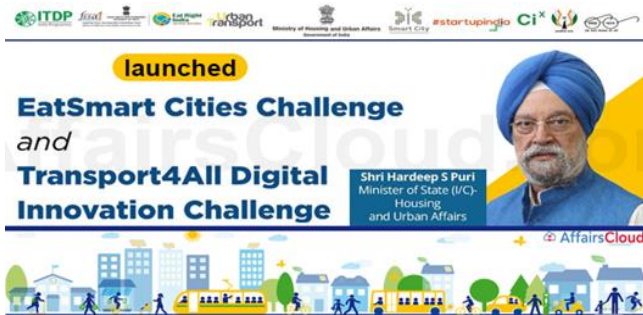 ITDP
fssai
Eat Right
India
Urban
Transport
Ministry of Housing and Urban Affairs
Government of India
Smart City
#startupindia
Ci x
launched
EatSmart Cities Challenge
and
Transport4All Digital
Innovation Challenge
Shri Hardeep S Puri
Minister of State (I/C)-
Housing
and Urban Affairs
AffairsCloud